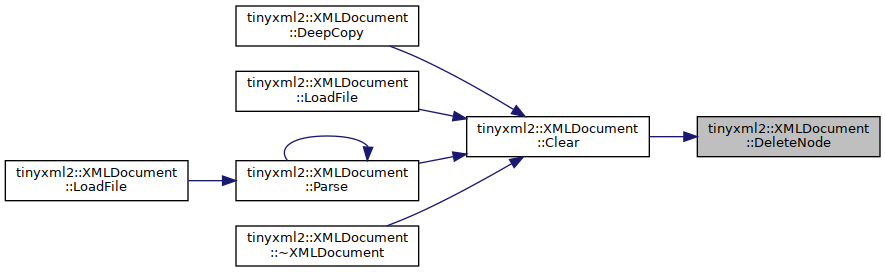 tinyxml2::XMLDocument
::DeepCopy
tinyxml2::XMLDocument
::LoadFile
tinyxml2::XMLDocument
::Clear
tinyxml2::XMLDocument
::DeleteNode
tinyxml2::XMLDocument
::LoadFile
tinyxml2::XMLDocument
::Parse
tinyxml2::XMLDocument
::~XMLDocument